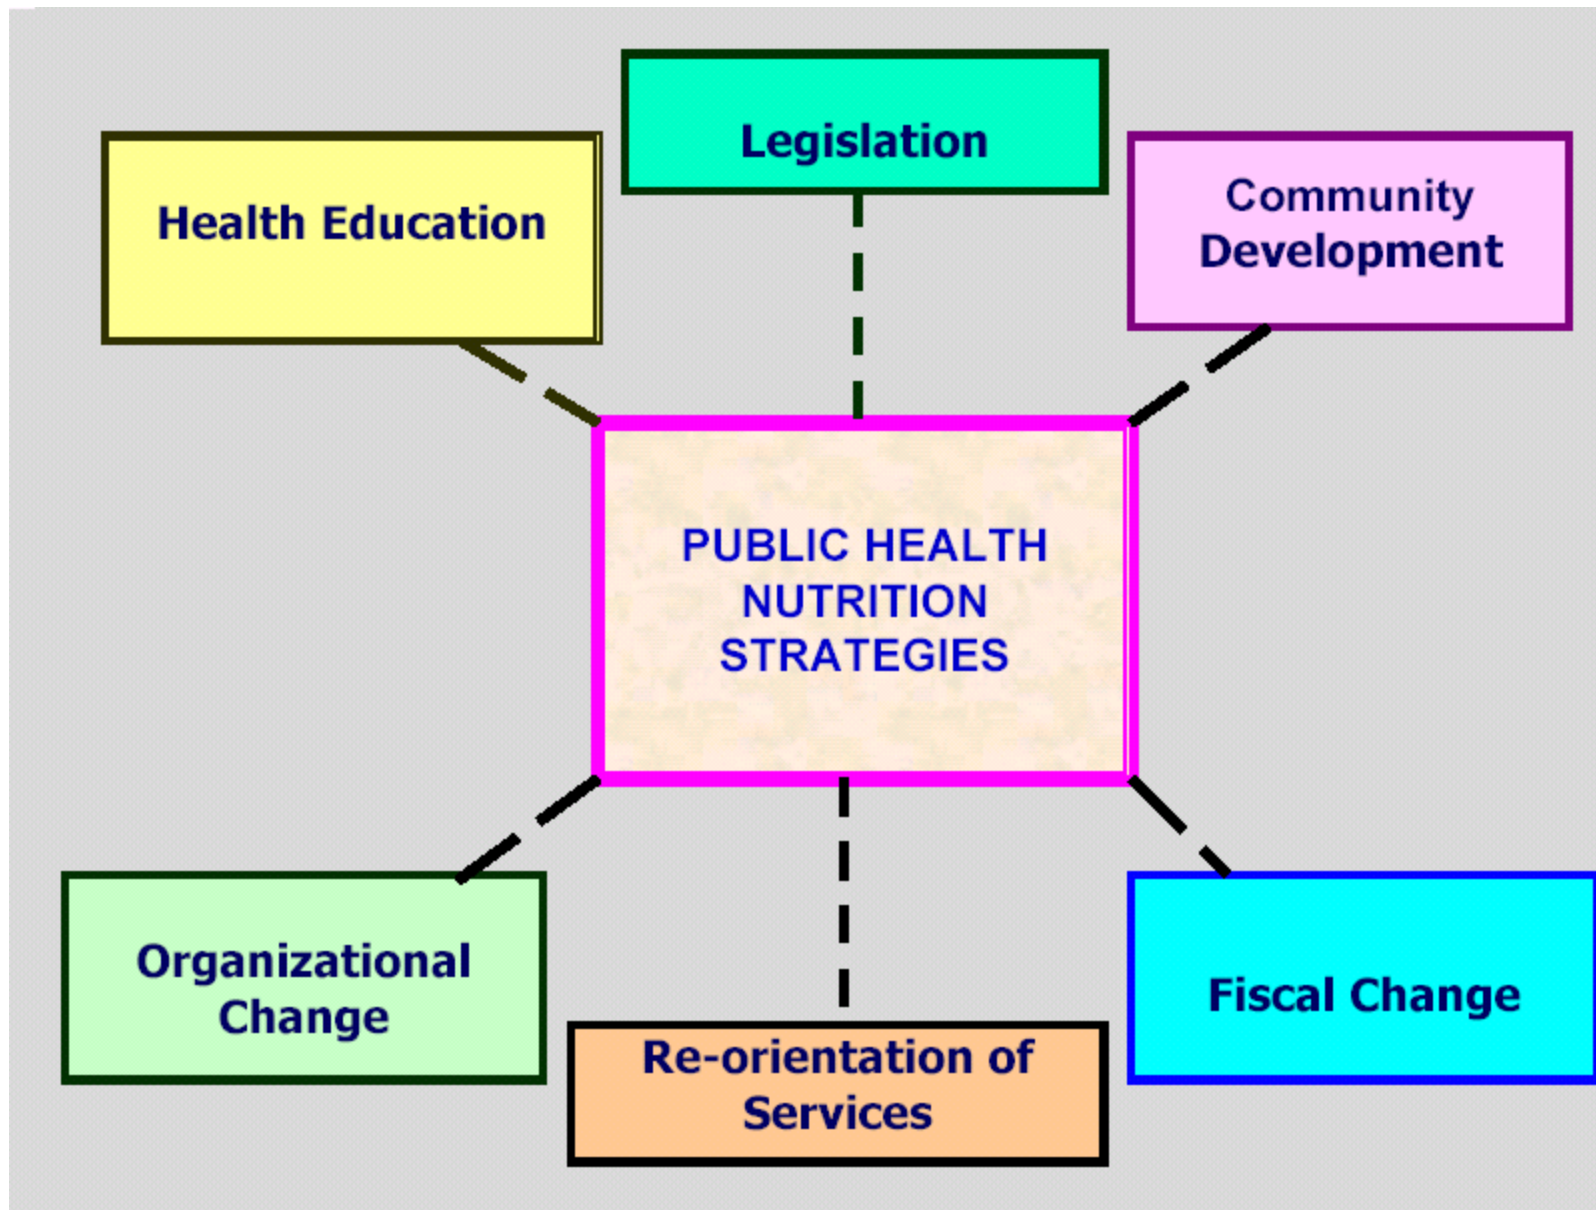 Legislation
Health Education
Community
Development
PUBLIC HEALTH
NUTRITION
STRATEGIES
Organizational
Change
Fiscal Change
Re-orientation of
Services